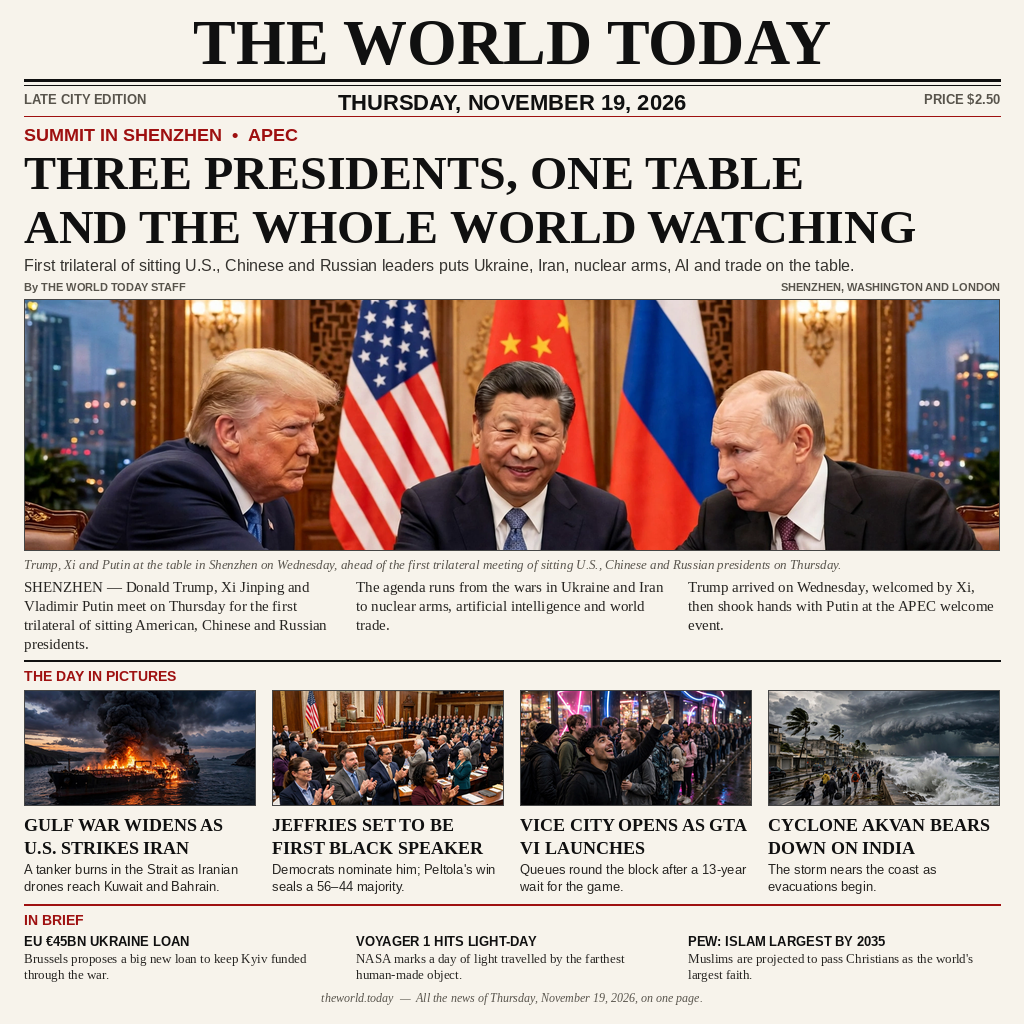 THE WORLD TODAY
LATE CITY EDITION
THURSDAY, NOVEMBER 19, 2026
PRICE $2.50
SUMMIT IN SHENZHEN • APEC
THREE PRESIDENTS, ONE TABLE
AND THE WHOLE WORLD WATCHING
First trilateral of sitting U.S., Chinese and Russian leaders puts Ukraine, Iran, nuclear arms, AI and trade on the table.
By THE WORLD TODAY STAFF
SHENZHEN, WASHINGTON AND LONDON
Trump, Xi and Putin at the table in Shenzhen on Wednesday, ahead of the first trilateral meeting of sitting U.S., Chinese and Russian presidents on Thursday.
SHENZHEN — Donald Trump, Xi Jinping and
Vladimir Putin meet on Thursday for the first
trilateral of sitting American, Chinese and Russian
presidents.
The agenda runs from the wars in Ukraine and Iran
to nuclear arms, artificial intelligence and world
trade.
Trump arrived on Wednesday, welcomed by Xi,
then shook hands with Putin at the APEC welcome
event.
THE DAY IN PICTURES
GULF WAR WIDENS AS
U.S. STRIKES IRAN
A tanker burns in the Strait as Iranian
drones reach Kuwait and Bahrain.
JEFFRIES SET TO BE
FIRST BLACK SPEAKER
Democrats nominate him; Peltola's win
seals a 56–44 majority.
VICE CITY OPENS AS GTA
VI LAUNCHES
Queues round the block after a 13-year
wait for the game.
CYCLONE AKVAN BEARS
DOWN ON INDIA
The storm nears the coast as
evacuations begin.
IN BRIEF
EU €45BN UKRAINE LOAN
Brussels proposes a big new loan to keep Kyiv funded
through the war.
VOYAGER 1 HITS LIGHT-DAY
NASA marks a day of light travelled by the farthest
human-made object.
PEW: ISLAM LARGEST BY 2035
Muslims are projected to pass Christians as the world's
largest faith.
theworld.today — All the news of Thursday, November 19, 2026, on one page.